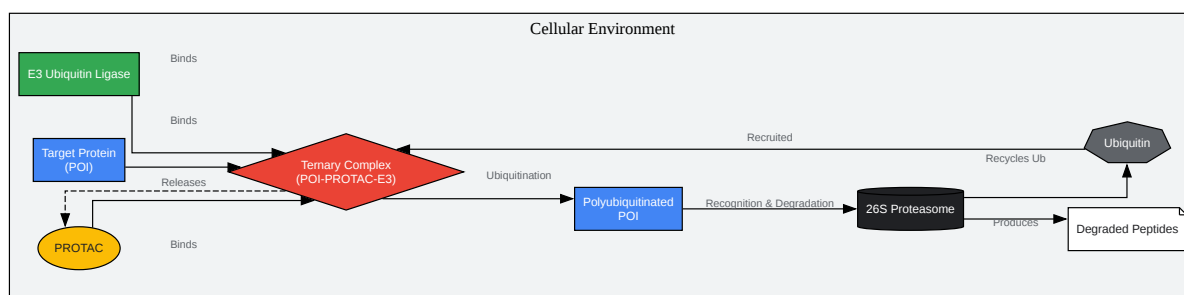 Cellular Environment
E3 Ubiquitin Ligase
Binds
Binds
Target Protein
(POI)
Releases
PROTAC
Binds
Ternary Complex
(POI-PROTAC-E3)
Ubiquitination
Recruited
Polyubiquitinated
POI
Recognition & Degradation
26S Proteasome
Recycles Ub
Ubiquitin
Produces
Degraded Peptides